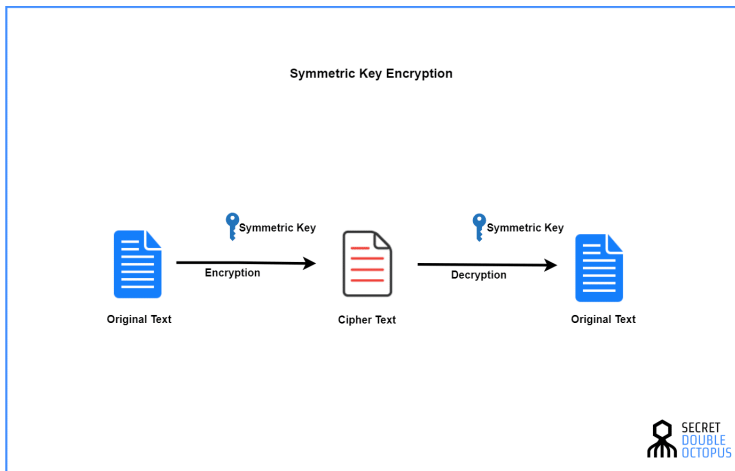 Symmetric Key Encryption
Symmetric Key
Symmetric Key
Encryption
Decryption
Original Text
Cipher Text
Original Text
SECRET
DOUBLE
OCTOPUS